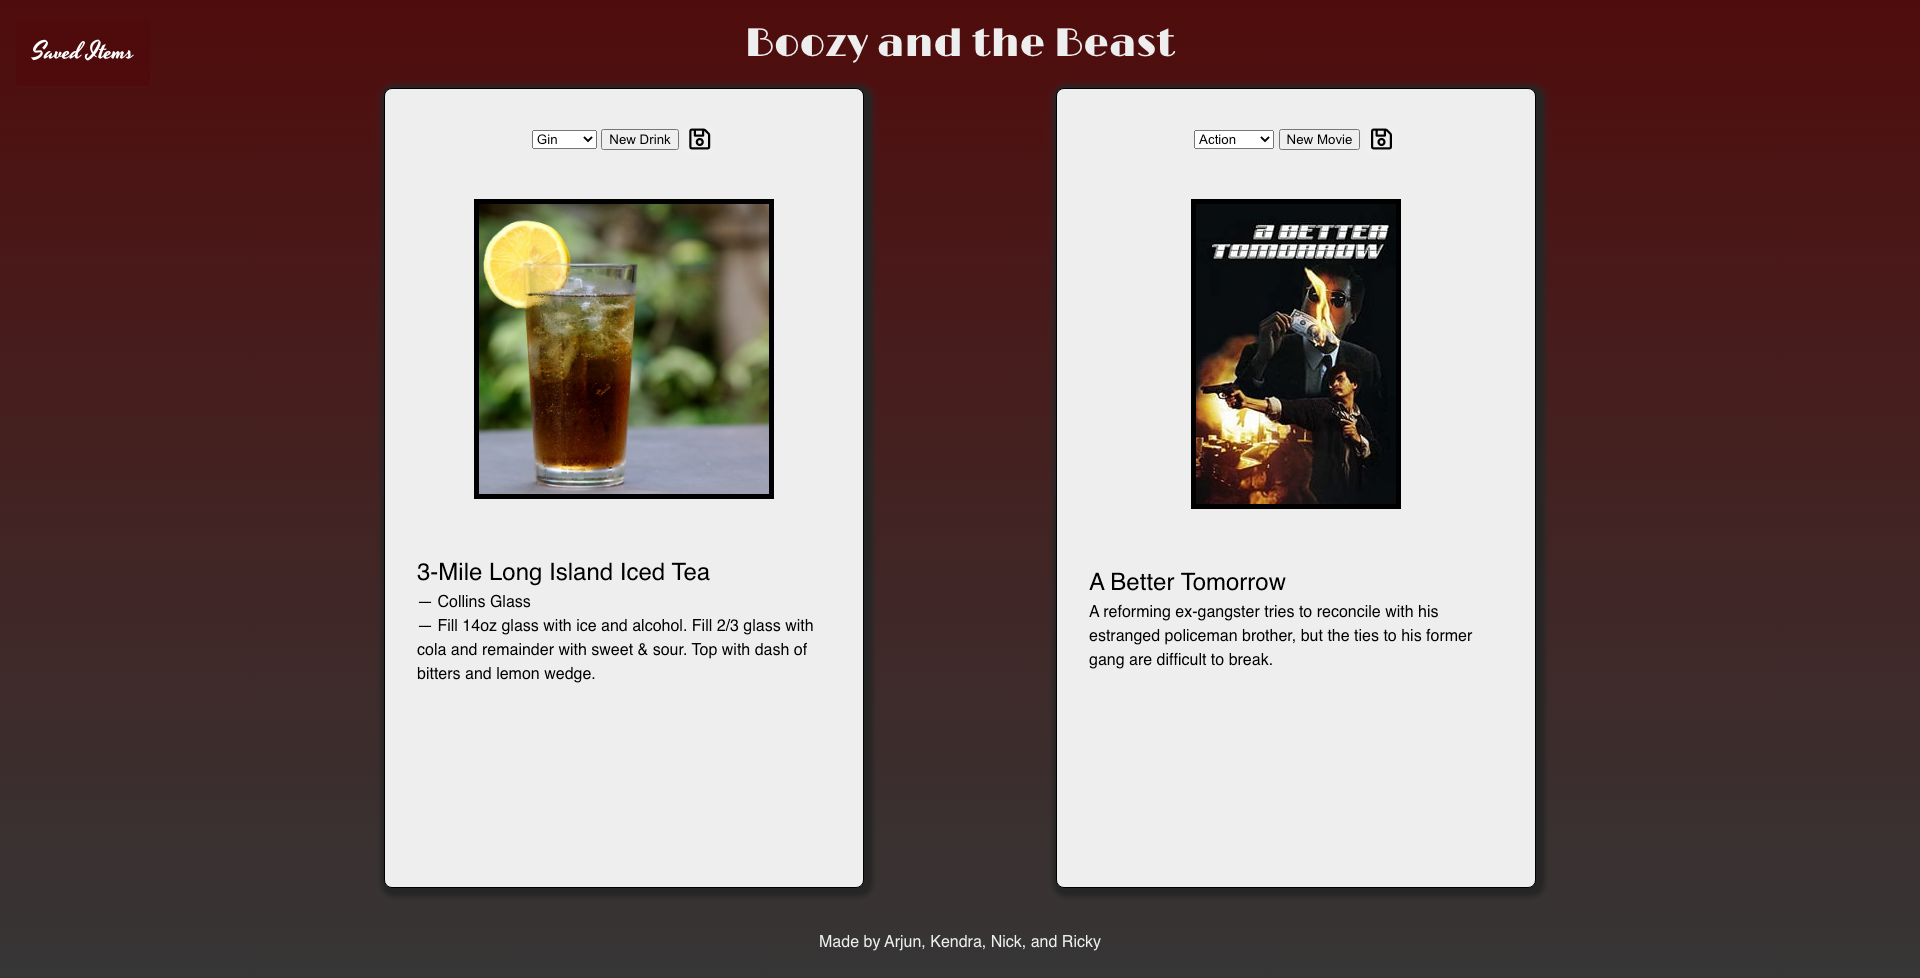 Saved Items
Boozy and the Beast
Gin
New Drink
3-Mile Long Island Iced Tea
— Collins Glass
— Fill 14oz glass with ice and alcohol. Fill 2/3 glass with
cola and remainder with sweet & sour. Top with dash of
bitters and lemon wedge.
Action
New Movie
A BETTER
TOMORROW
A Better Tomorrow
A reforming ex-gangster tries to reconcile with his
estranged policeman brother, but the ties to his former
gang are difficult to break.
Made by Arjun, Kendra, Nick, and Ricky